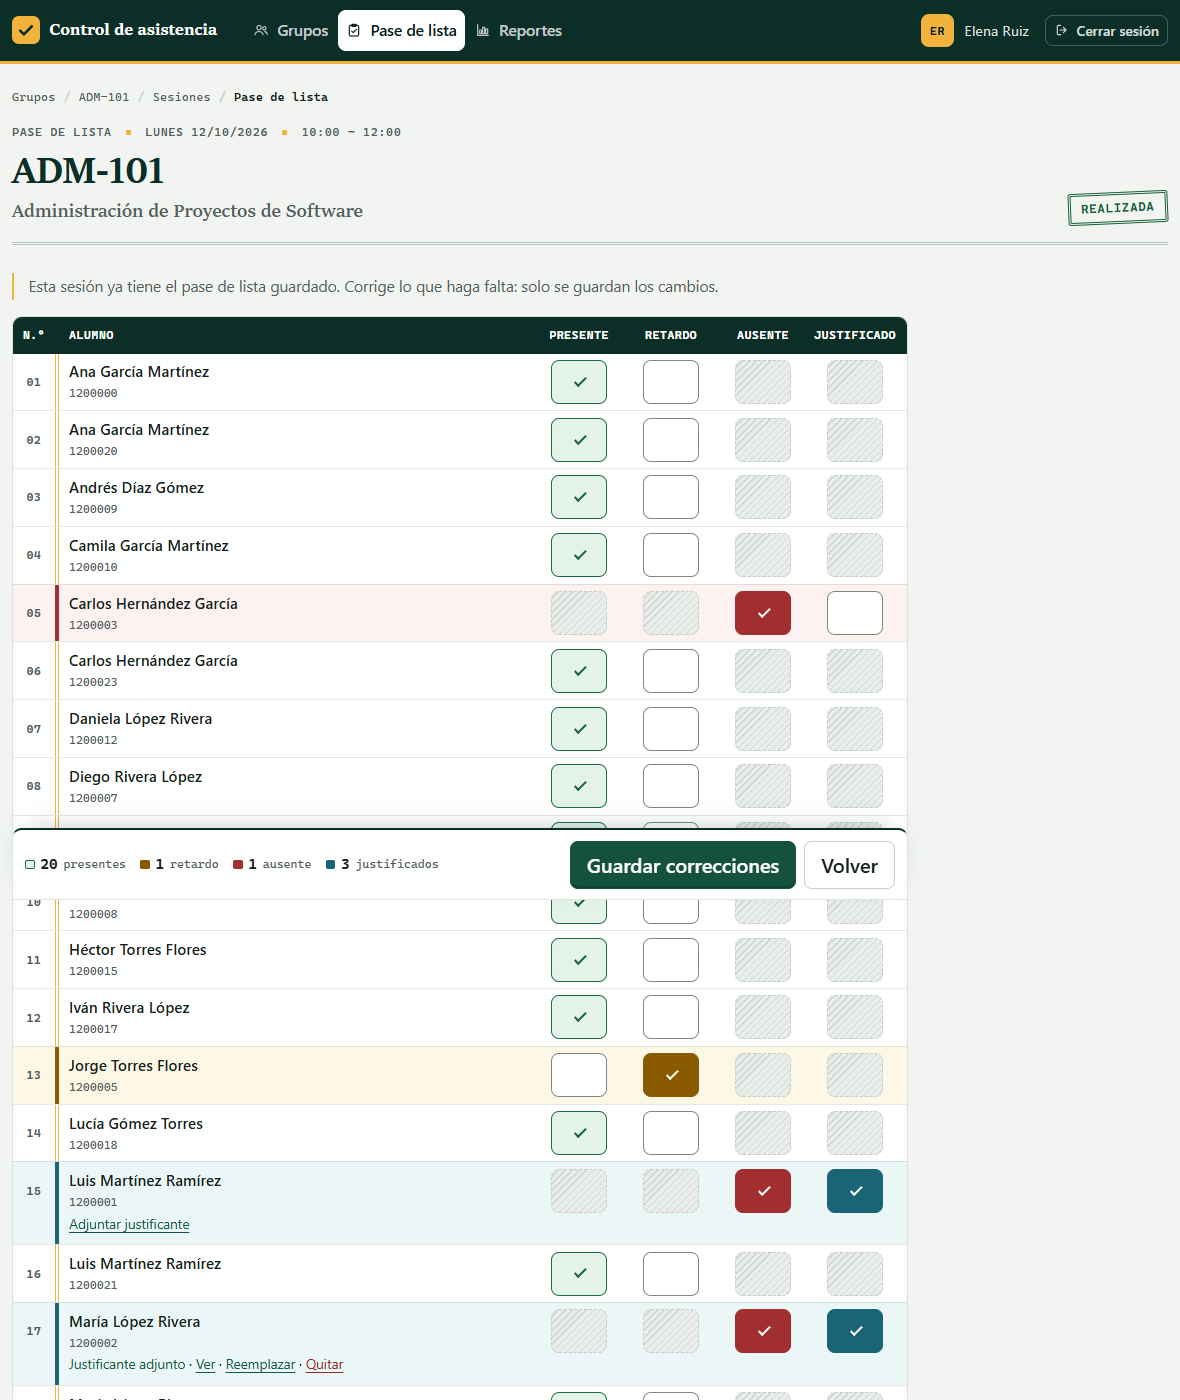 Control de asistencia
Grupos
Pase de lista
Reportes
ER
Elena Ruiz
Cerrar sesión
Grupos / ADM-101 / Sesiones / Pase de lista
PASE DE LISTA ▪ LUNES 12/10/2026 ▪ 10:00 – 12:00
ADM-101
Administración de Proyectos de Software
REALIZADA
Esta sesión ya tiene el pase de lista guardado. Corrige lo que haga falta: solo se guardan los cambios.
N.º ALUMNO PRESENTE RETARDO AUSENTE JUSTIFICADO
01 Ana García Martínez
1200000
02 Ana García Martínez
1200020
03 Andrés Díaz Gómez
1200009
04 Camila García Martínez
1200010
05 Carlos Hernández García
1200003
06 Carlos Hernández García
1200023
07 Daniela López Rivera
1200012
08 Diego Rivera López
1200007
20 presentes 1 retardo 1 ausente 3 justificados
Guardar correcciones
Volver
10
1200008
11 Héctor Torres Flores
1200015
12 Iván Rivera López
1200017
13 Jorge Torres Flores
1200005
14 Lucía Gómez Torres
1200018
15 Luis Martínez Ramírez
1200001
Adjuntar justificante
16 Luis Martínez Ramírez
1200021
17 María López Rivera
1200002
Justificante adjunto · Ver · Reemplazar · Quitar